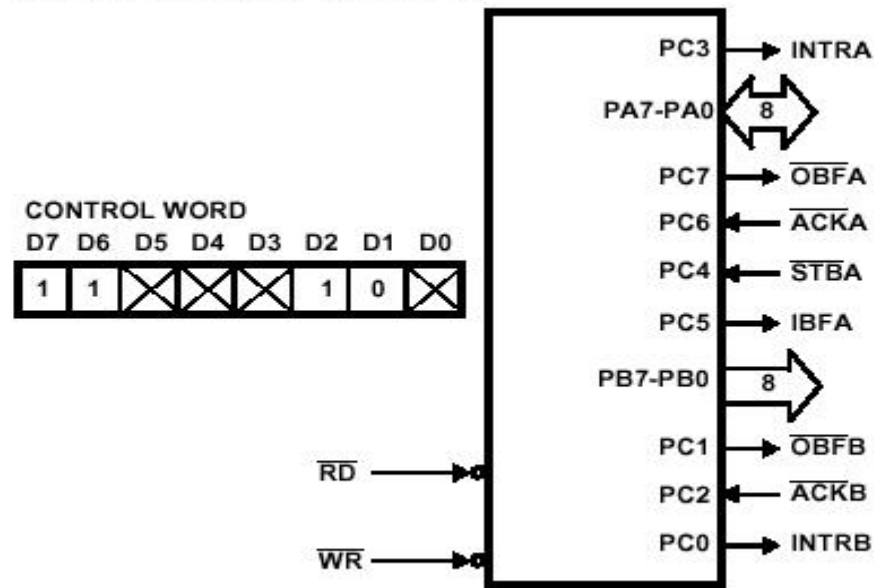 PC3 INTRA
PA7-PA0 8
PC7 OBFA
CONTROL WORD
PC6 ACKA
D7 D6 D5 D4 D3 D2 D1 D0
PC4 STBA
1 1 1 0
PC5 IBFA
PB7-PB0 8
PC1 OBFB
RD
PC2 ACKB
PC0 INTRB
WR